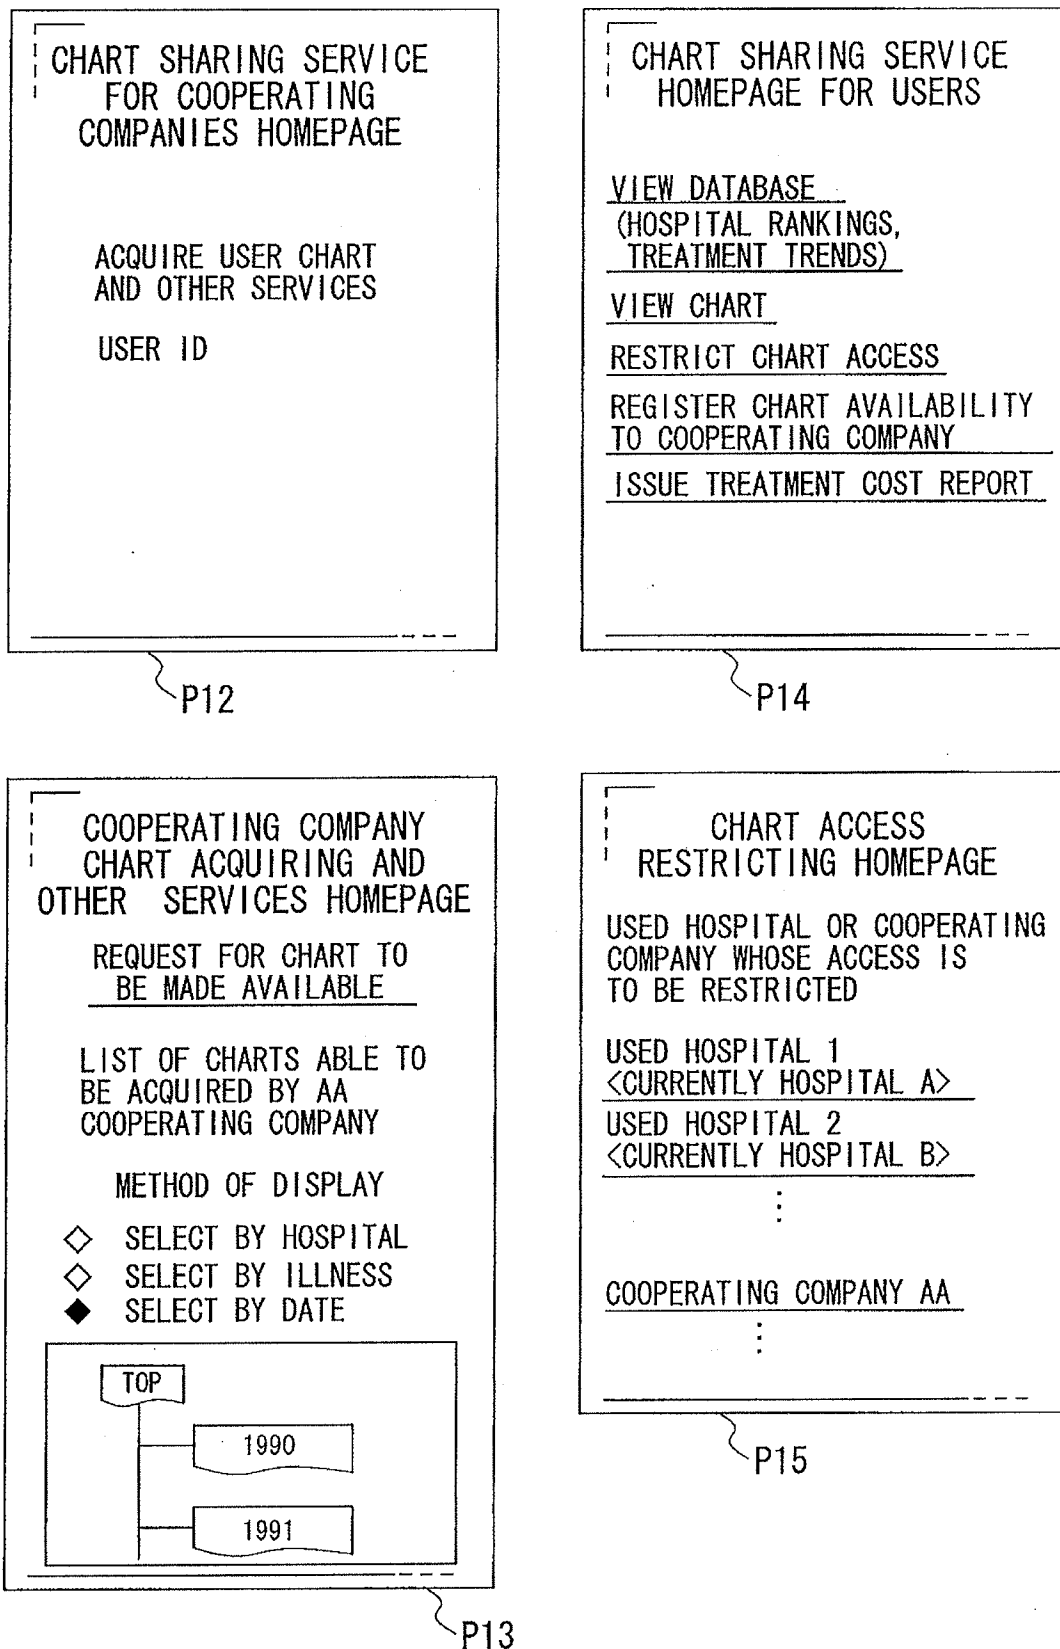 CHART SHARING SERVICE
FOR COOPERATING
COMPANIES HOMEPAGE
ACQUIRE USER CHART
AND OTHER SERVICES
USER ID
P12
CHART SHARING SERVICE
HOMEPAGE FOR USERS
VIEW DATABASE
(HOSPITAL RANKINGS,
TREATMENT TRENDS)
VIEW CHART
RESTRICT CHART ACCESS
REGISTER CHART AVAILABILITY
TO COOPERATING COMPANY
ISSUE TREATMENT COST REPORT
P14
COOPERATING COMPANY
CHART ACQUIRING AND
OTHER SERVICES HOMEPAGE
REQUEST FOR CHART TO
BE MADE AVAILABLE
LIST OF CHARTS ABLE TO
BE ACQUIRED BY AA
COOPERATING COMPANY
METHOD OF DISPLAY
◇ SELECT BY HOSPITAL
◇ SELECT BY ILLNESS
◆ SELECT BY DATE
TOP
1990
1991
P13
CHART ACCESS
RESTRICTING HOMEPAGE
USED HOSPITAL OR COOPERATING
COMPANY WHOSE ACCESS IS
TO BE RESTRICTED
USED HOSPITAL 1
<CURRENTLY HOSPITAL A>
USED HOSPITAL 2
<CURRENTLY HOSPITAL B>
COOPERATING COMPANY AA
P15